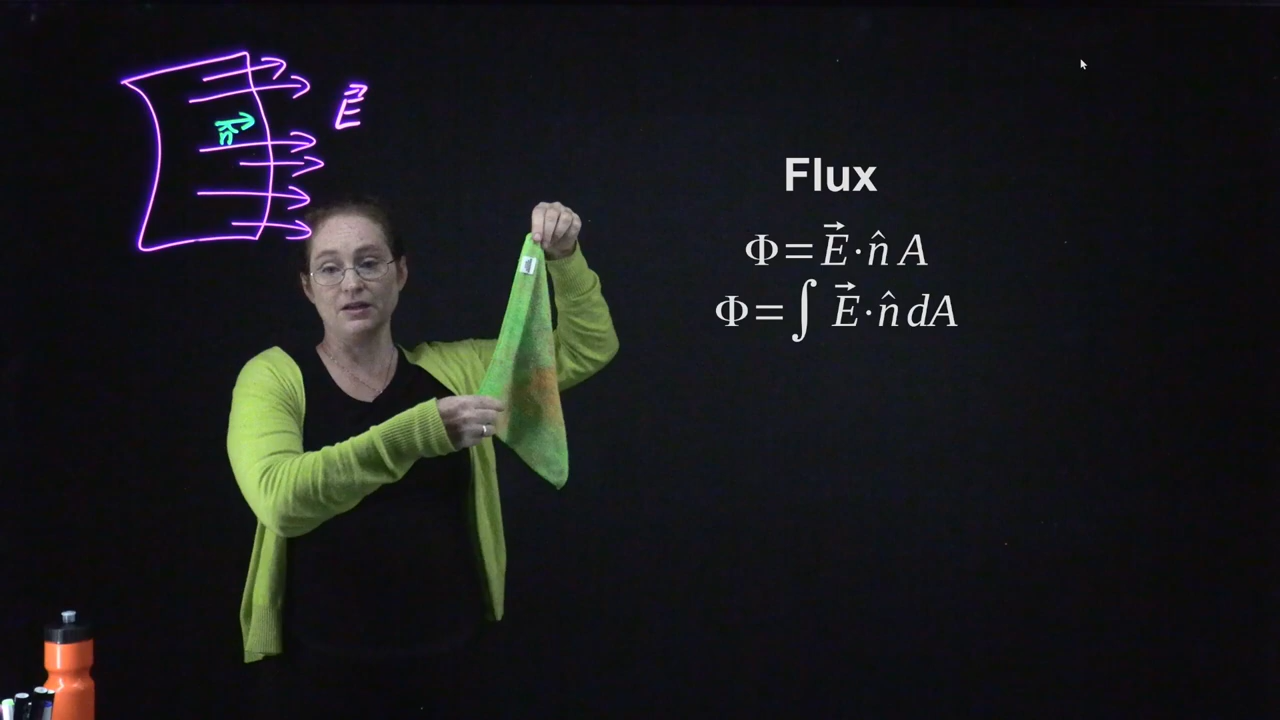 n̂
E⃗
Flux
Φ=E⃗·n̂ A
Φ=∫ E⃗·n̂ dA